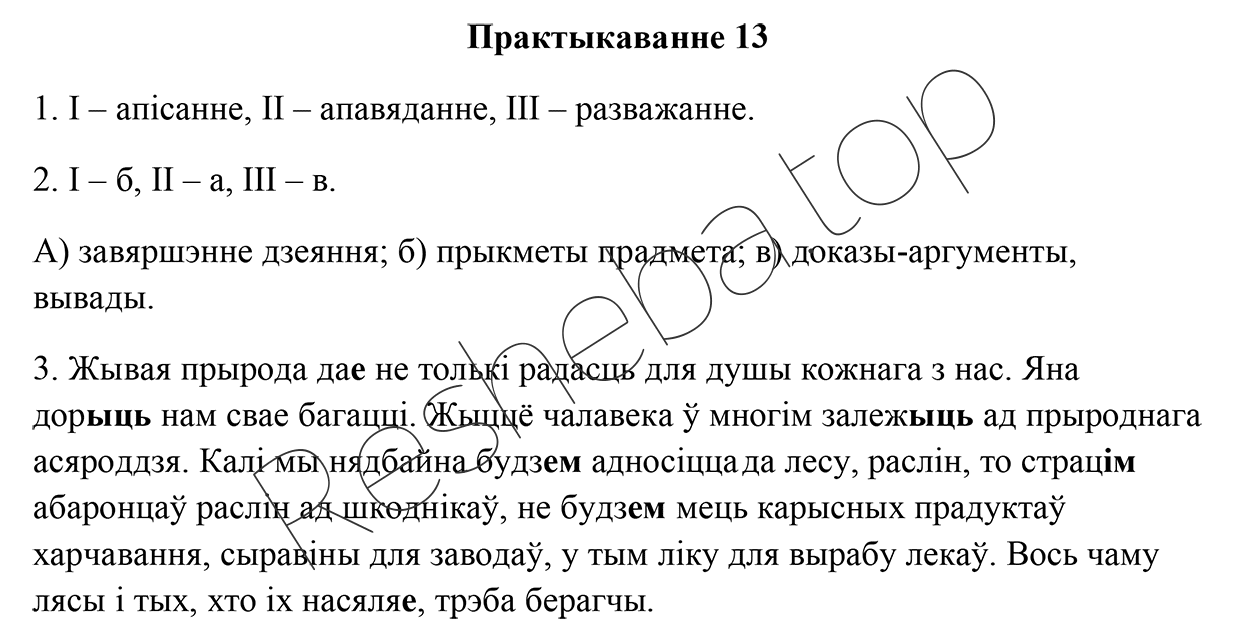 Практыкаванне 13
1. I – апісанне, II – апавяданне, III – разважанне.
2. I – б, II – а, III – в.
А) завяршэнне дзеяння; б) прыкметы прадмета; в) доказы-аргументы,
вывады.
3. Жывая прырода дае не толькі радасць для душы кожнага з нас. Яна
дорыць нам свае багацці. Жыццё чалавека ў многім залежыць ад прыроднага
асяроддзя. Калі мы нядбайна будзем адносіцца да лесу, раслін, то страцім
абаронцаў раслін ад шкоднікаў, не будзем мець карысных прадуктаў
харчавання, сыравіны для заводаў, у тым ліку для вырабу лекаў. Вось чаму
лясы і тых, хто іх насяляе, трэба берагчы.
Resheba top